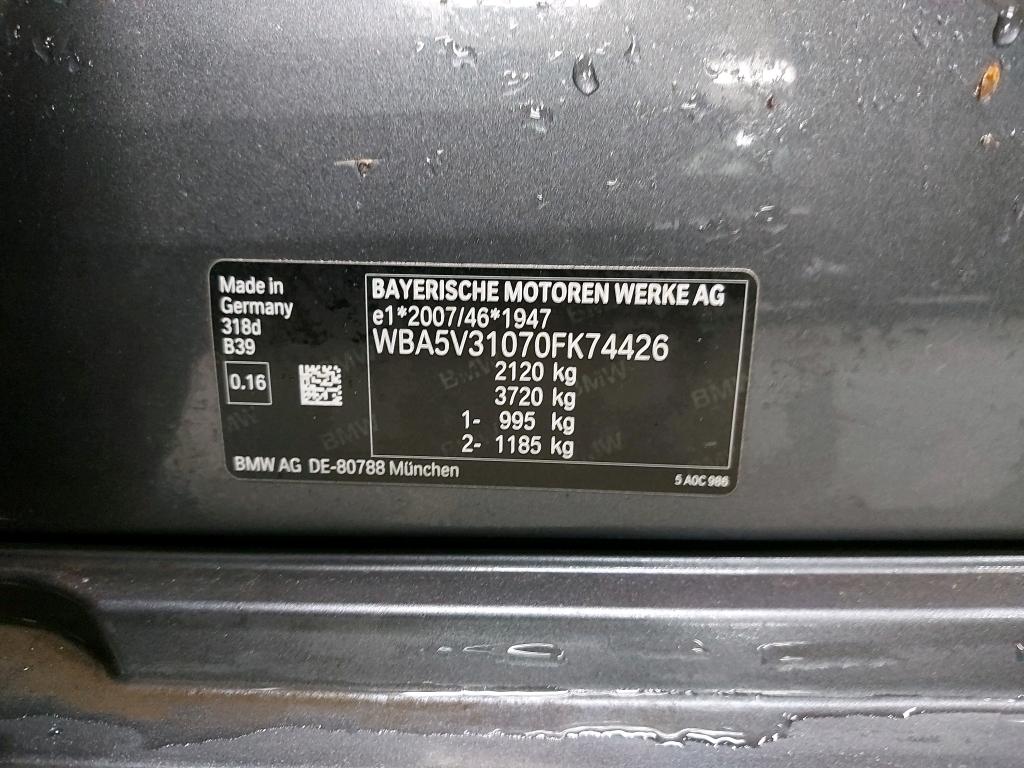 Made in
Germany
318d
B39
0.16
BMW AG DE-80788 München
BAYERISCHE MOTOREN WERKE AG
e1*2007/46*1947
WBA5V31070FK74426
2120 kg
3720 kg
1- 995 kg
2- 1185 kg
5 A0C 986